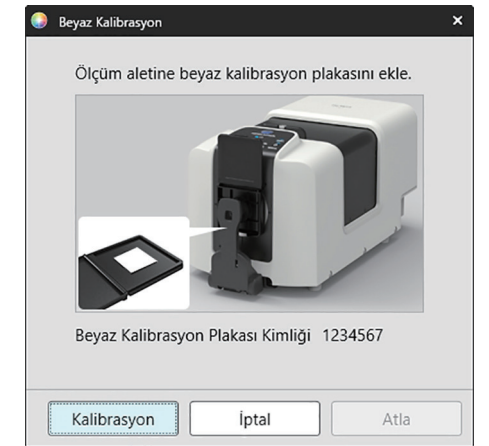 Beyaz Kalibrasyon
Ölçüm aletine beyaz kalibrasyon plakasını ekle.
Beyaz Kalibrasyon Plakası Kimliği 1234567
Kalibrasyon
İptal
Atla